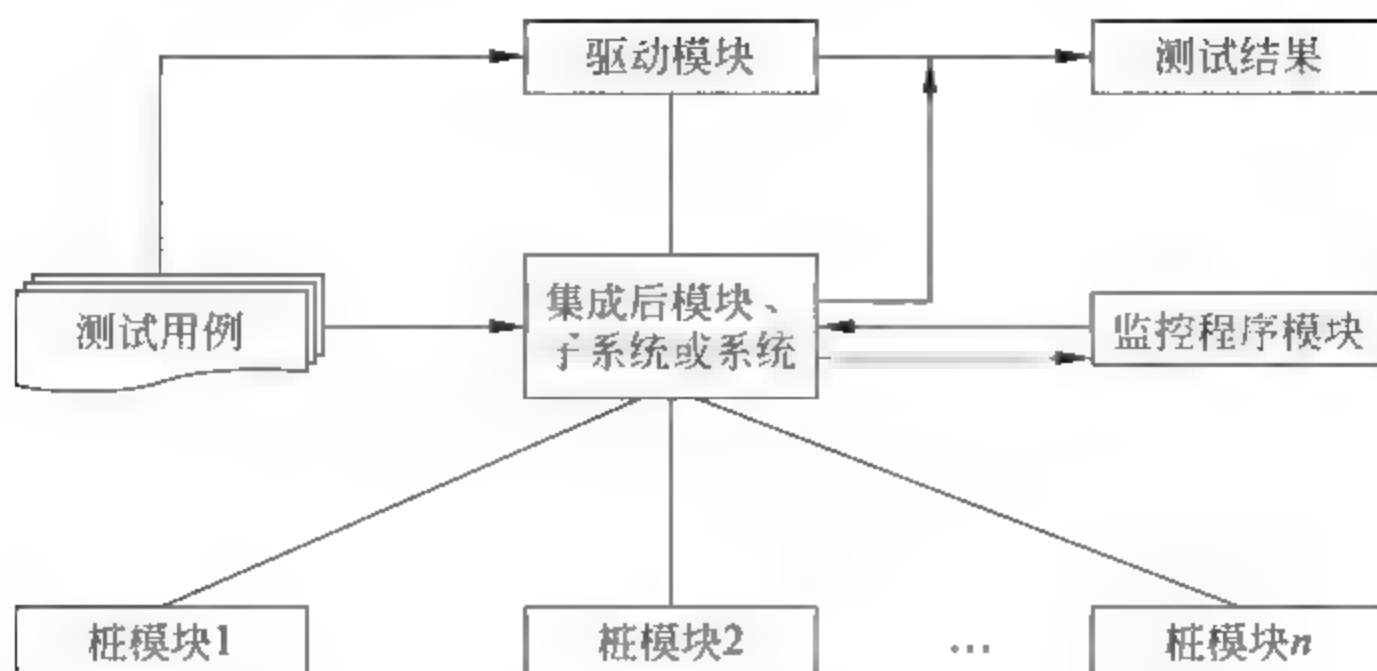 驱动模块
测试结果
测试用例
集成后模块、
子系统或系统
监控程序模块
桩模块1
桩模块2
…
桩模块n